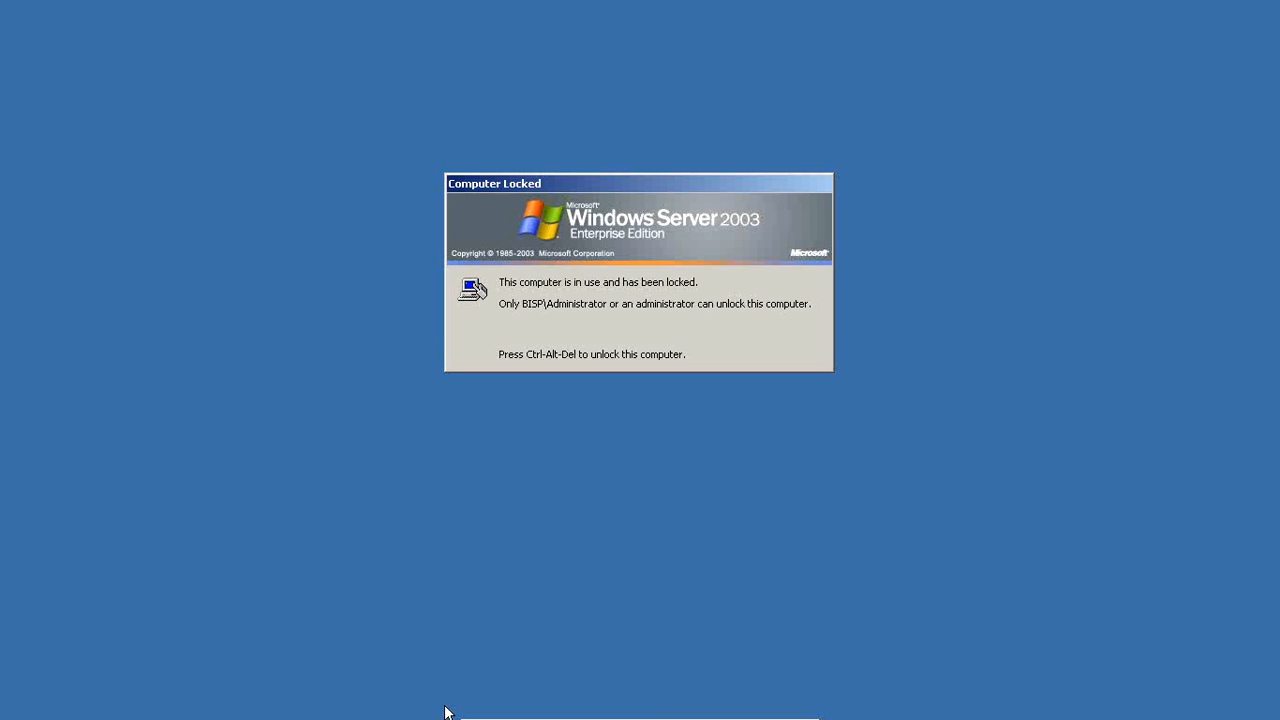 Computer Locked
Microsoft®
Windows Server 2003
Enterprise Edition
Copyright © 1985-2003 Microsoft Corporation
Microsoft
This computer is in use and has been locked.
Only BISP\Administrator or an administrator can unlock this computer.
Press Ctrl-Alt-Del to unlock this computer.